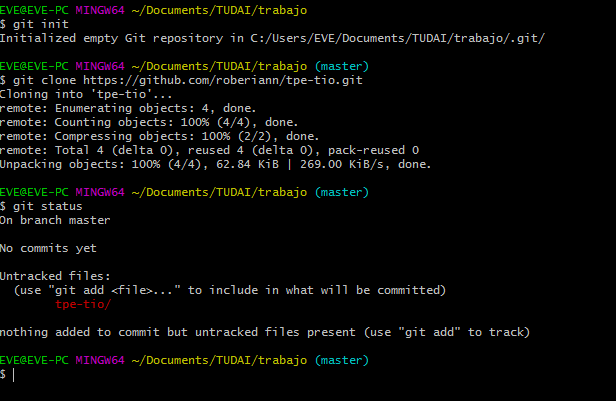 EVE@EVE-PC MINGW64 ~/Documents/TUDAI/trabajo
$ git init
Initialized empty Git repository in C:/Users/EVE/Documents/TUDAI/trabajo/.git/
EVE@EVE-PC MINGW64 ~/Documents/TUDAI/trabajo (master)
$ git clone https://github.com/roberiann/tpe-tio.git
Cloning into 'tpe-tio'...
remote: Enumerating objects: 4, done.
remote: Counting objects: 100% (4/4), done.
remote: Compressing objects: 100% (2/2), done.
remote: Total 4 (delta 0), reused 4 (delta 0), pack-reused 0
Unpacking objects: 100% (4/4), 62.84 KiB | 269.00 KiB/s, done.
EVE@EVE-PC MINGW64 ~/Documents/TUDAI/trabajo (master)
$ git status
On branch master
No commits yet
Untracked files:
  (use "git add <file>..." to include in what will be committed)
        tpe-tio/
nothing added to commit but untracked files present (use "git add" to track)
EVE@EVE-PC MINGW64 ~/Documents/TUDAI/trabajo (master)
$